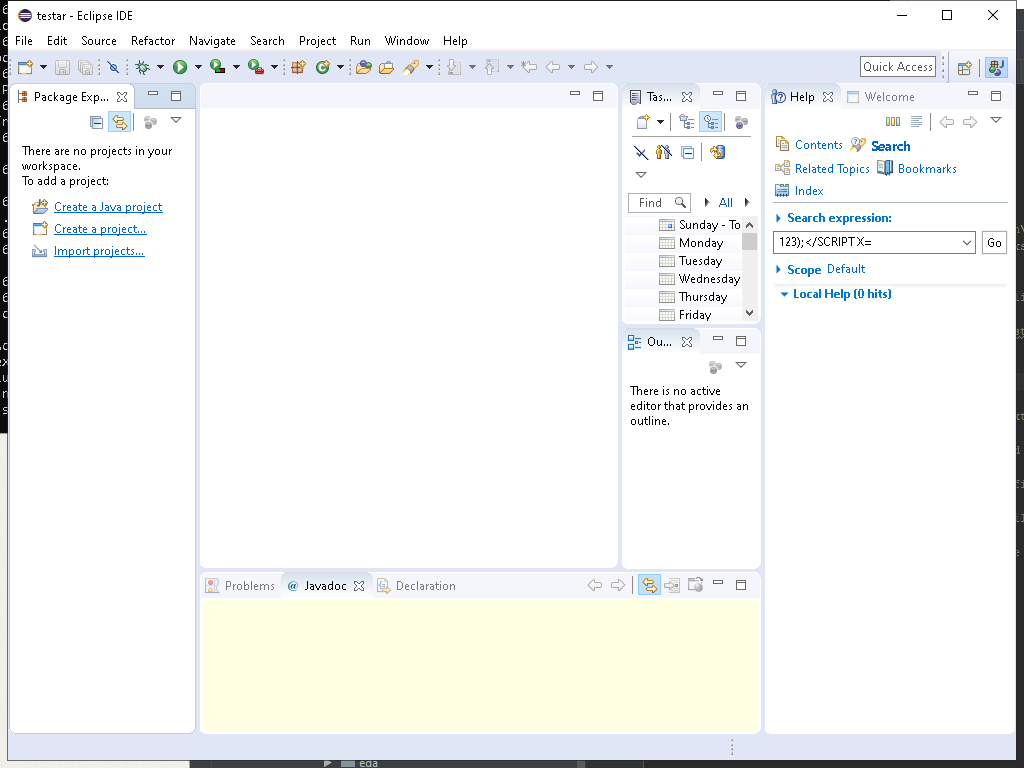 testar - Eclipse IDE
File Edit Source Refactor Navigate Search Project Run Window Help
Quick Access
Package Exp...
There are no projects in your
workspace.
To add a project:
Create a Java project
Create a project...
Import projects...
Tas...
Find
All
Sunday - To
Monday
Tuesday
Wednesday
Thursday
Friday
Ou...
There is no active
editor that provides an
outline.
Help
Welcome
Contents
Search
Related Topics
Bookmarks
Index
Search expression:
123);</SCRIPT X=
Go
Scope Default
Local Help (0 hits)
Problems
@ Javadoc
Declaration
eda